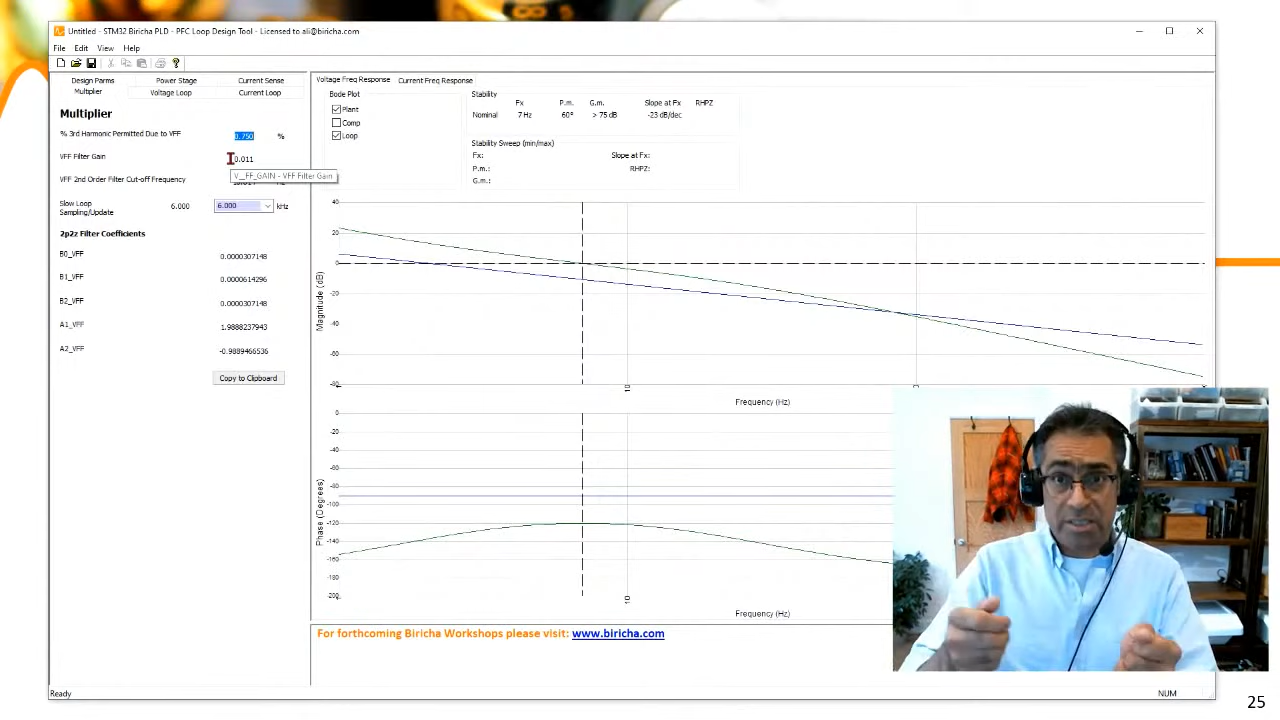 Untitled - STM32 Biricha PLD - PFC Loop Design Tool - Licensed to ali@biricha.com
File Edit View Help
Design Parms Power Stage Current Sense
Multiplier Voltage Loop Current Loop
Multiplier
% 3rd Harmonic Permitted Due to VFF 0.750 %
VFF Filter Gain 0.011
V__FF_GAIN - VFF Filter Gain
VFF 2nd Order Filter Cut-off Frequency
Slow Loop Sampling/Update 6.000 6.000 kHz
2p2z Filter Coefficients
B0_VFF 0.0000307148
B1_VFF 0.0000614296
B2_VFF 0.0000307148
A1_VFF 1.9888237943
A2_VFF -0.9889466536
Copy to Clipboard
Voltage Freq Response Current Freq Response
Bode Plot
Plant
Comp
Loop
Stability
Fx P.m. G.m. Slope at Fx RHPZ
Nominal 7 Hz 60° > 75 dB -23 dB/dec
Stability Sweep (min/max)
Fx: Slope at Fx:
P.m.: RHPZ:
G.m.:
Magnitude (dB)
40
20
0
-20
-40
-60
-80
10
Frequency (Hz)
Phase (Degrees)
0
-20
-40
-60
-80
-100
-120
-140
-160
-180
-200
10
Frequency (Hz)
For forthcoming Biricha Workshops please visit: www.biricha.com
Ready
NUM
25